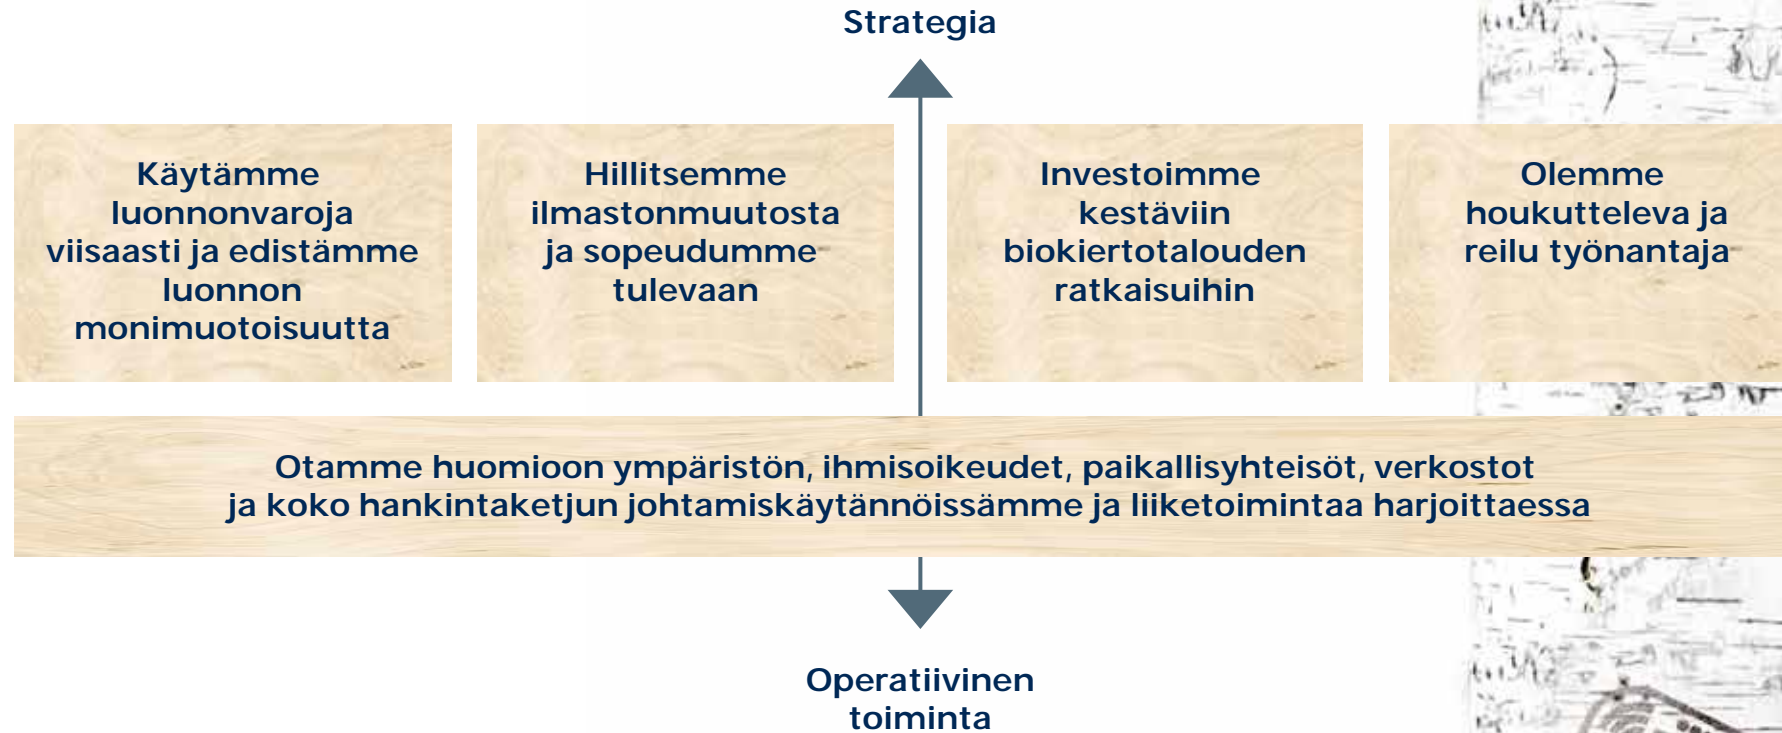 Strategia
Käytämme
luonnonvaroja
viisaasti ja edistämme
luonnon
monimuotoisuutta
Hillitsemme
ilmastonmuutosta
ja sopeudumme
tulevaan
Investoimme
kestäviin
biokiertotalouden
ratkaisuihin
Olemme
houkutteleva ja
reilu työnantaja
Otamme huomioon ympäristön, ihmisoikeudet, paikallisyhteisöt, verkostot
ja koko hankintaketjun johtamiskäytännöissämme ja liiketoimintaa harjoittaessa
Operatiivinen
toiminta